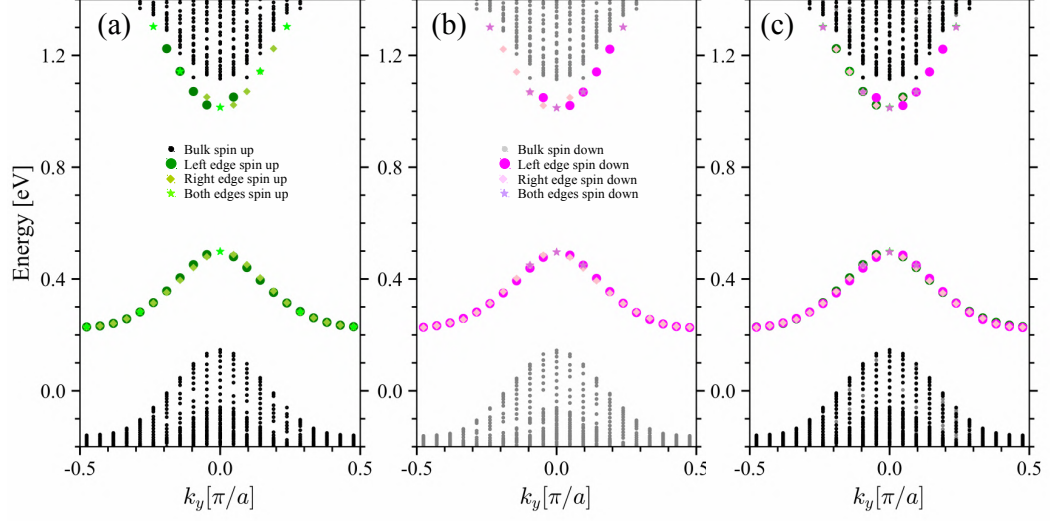 (a)
(b)
(c)
Energy [eV]
1.2
0.8
0.4
0.0
Bulk spin up
Left edge spin up
Right edge spin up
Both edges spin up
Bulk spin down
Left edge spin down
Right edge spin down
Both edges spin down
-0.5 0.0 0.5
-0.5 0.0 0.5
-0.5 0.0 0.5
k_y[π/a]
k_y[π/a]
k_y[π/a]